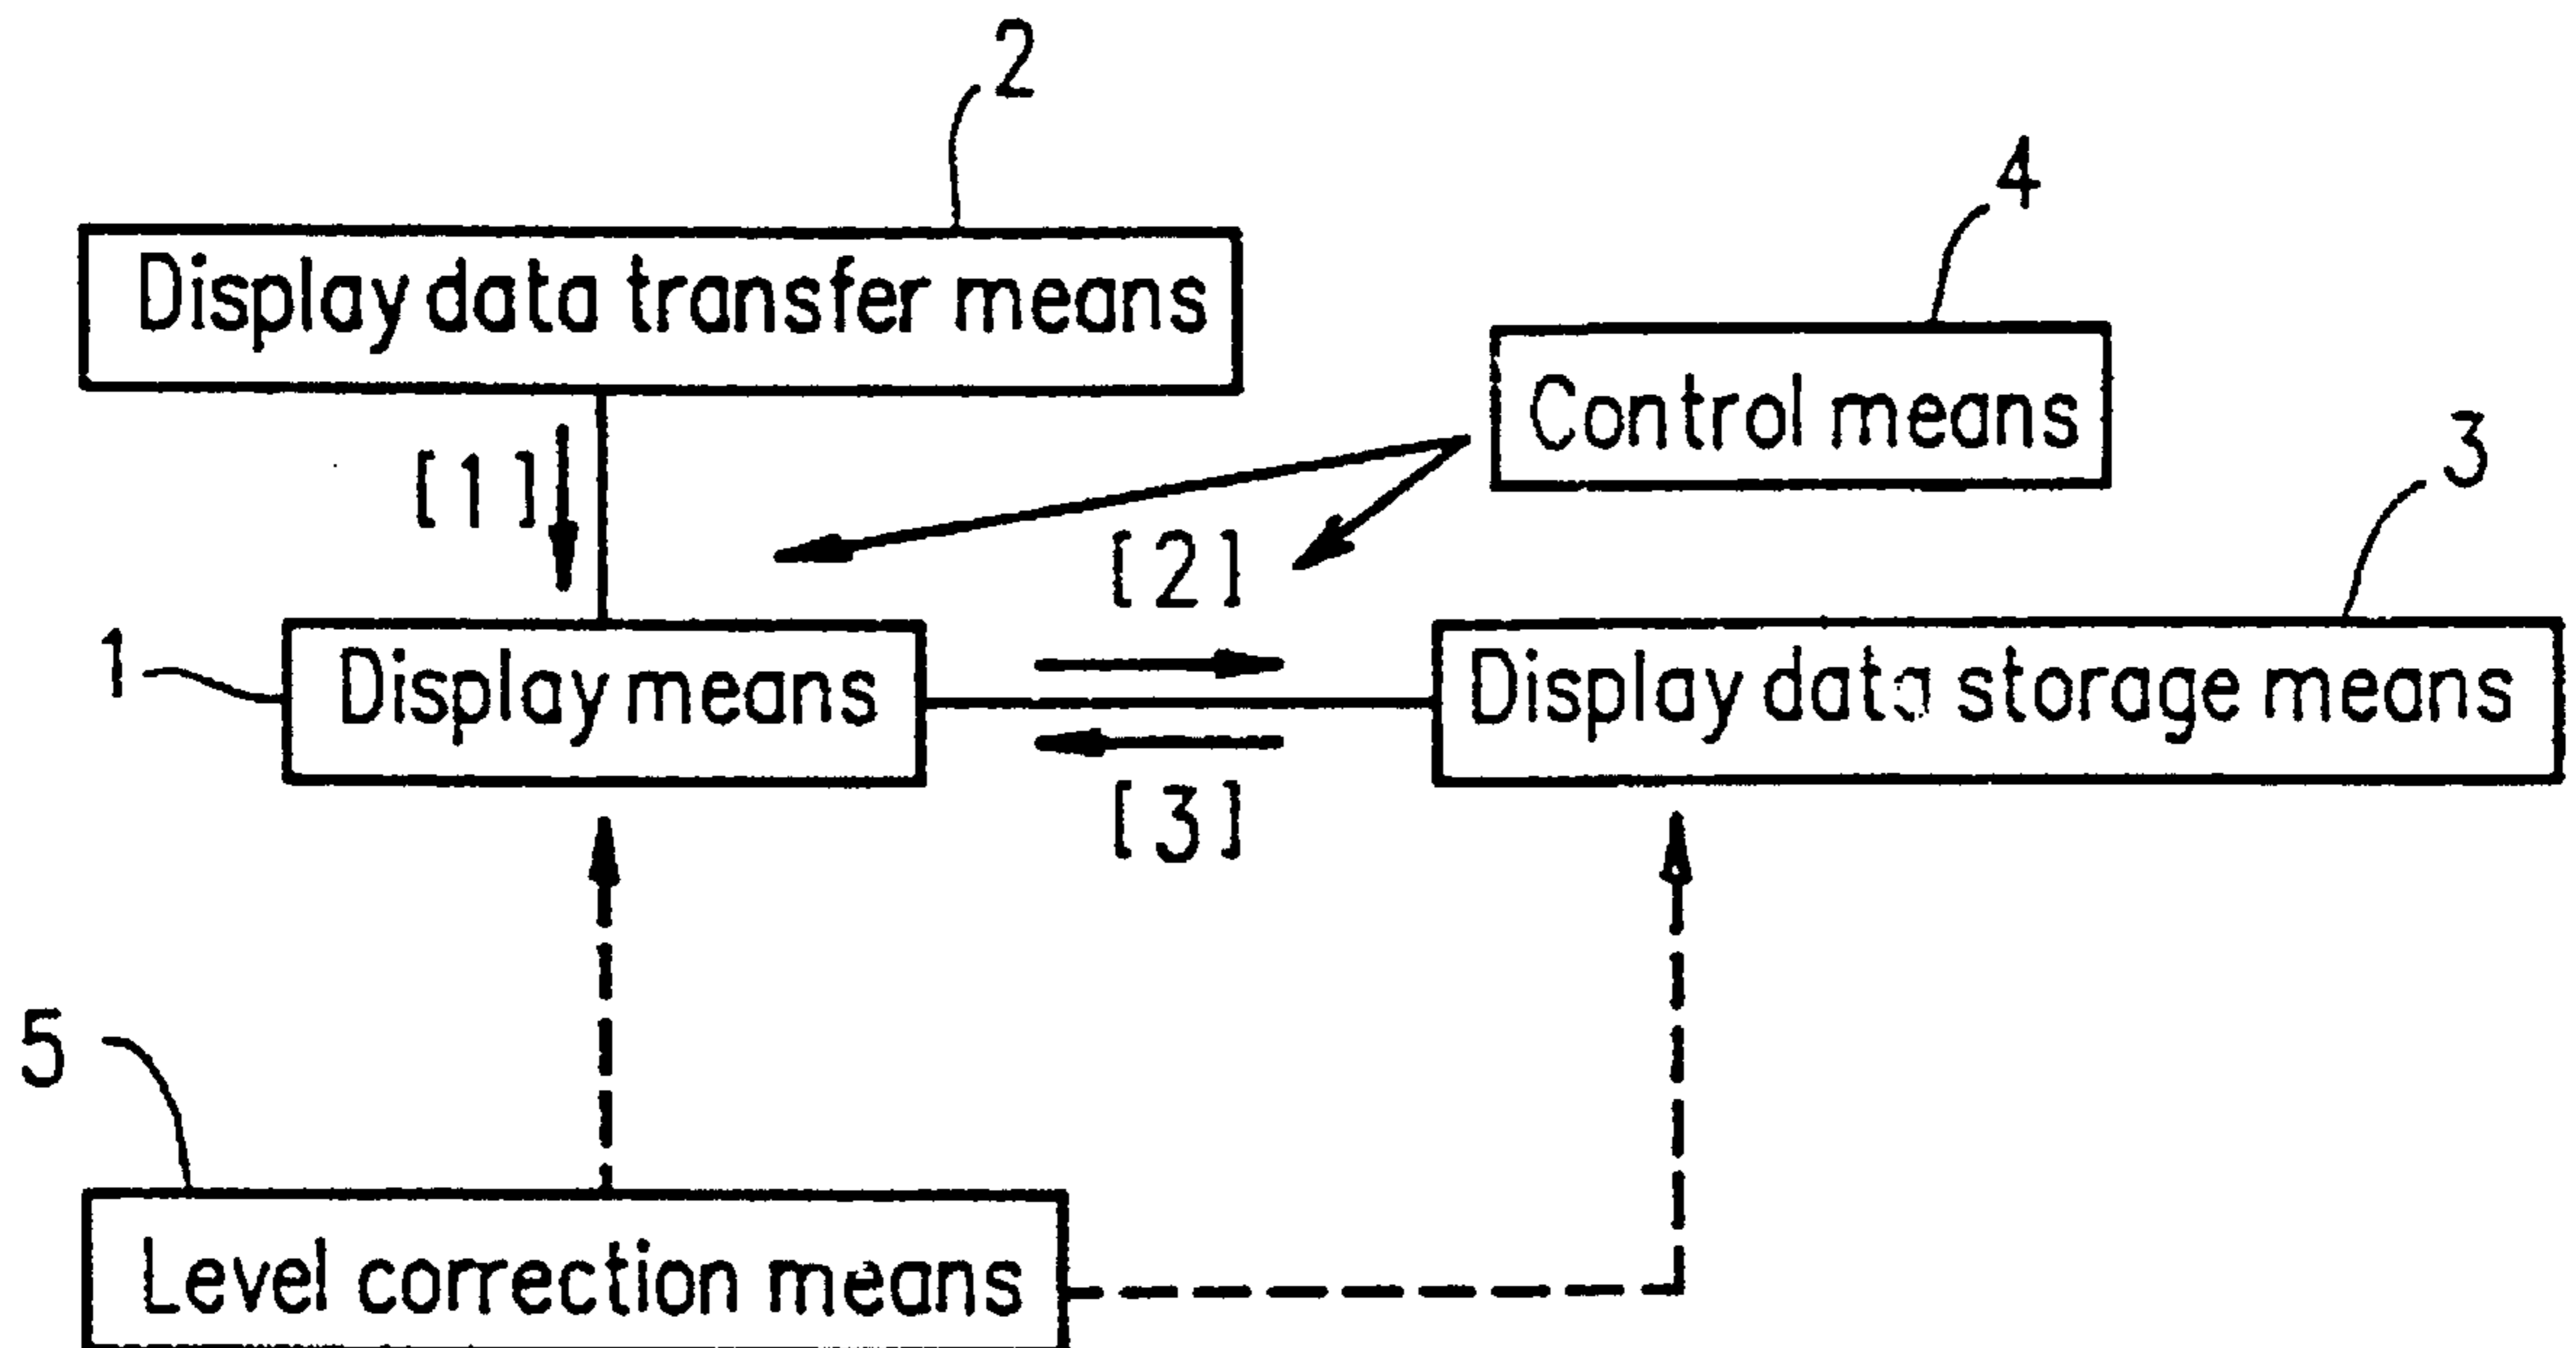 2
4
Display data transfer means
Control means
3
[1]
[2]
1
Display means
Display data storage means
[3]
5
Level correction means